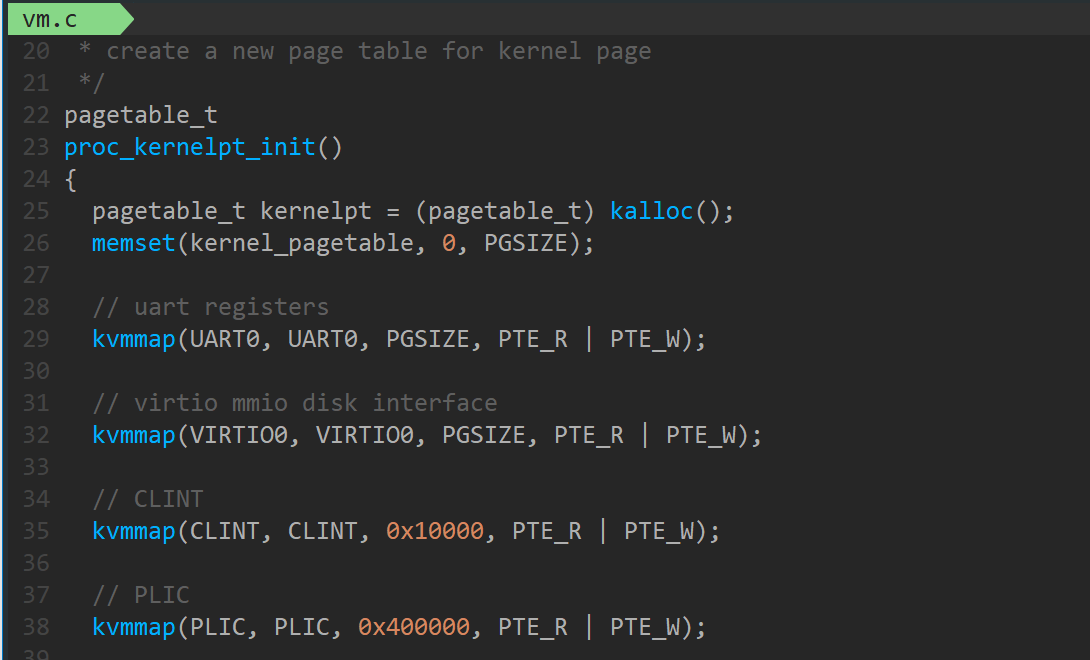 vm.c
20 * create a new page table for kernel page
21 */
22 pagetable_t
23 proc_kernelpt_init()
24 {
25 pagetable_t kernelpt = (pagetable_t) kalloc();
26 memset(kernel_pagetable, 0, PGSIZE);
27
28 // uart registers
29 kvmmap(UART0, UART0, PGSIZE, PTE_R | PTE_W);
30
31 // virtio mmio disk interface
32 kvmmap(VIRTIO0, VIRTIO0, PGSIZE, PTE_R | PTE_W);
33
34 // CLINT
35 kvmmap(CLINT, CLINT, 0x10000, PTE_R | PTE_W);
36
37 // PLIC
38 kvmmap(PLIC, PLIC, 0x400000, PTE_R | PTE_W);
39